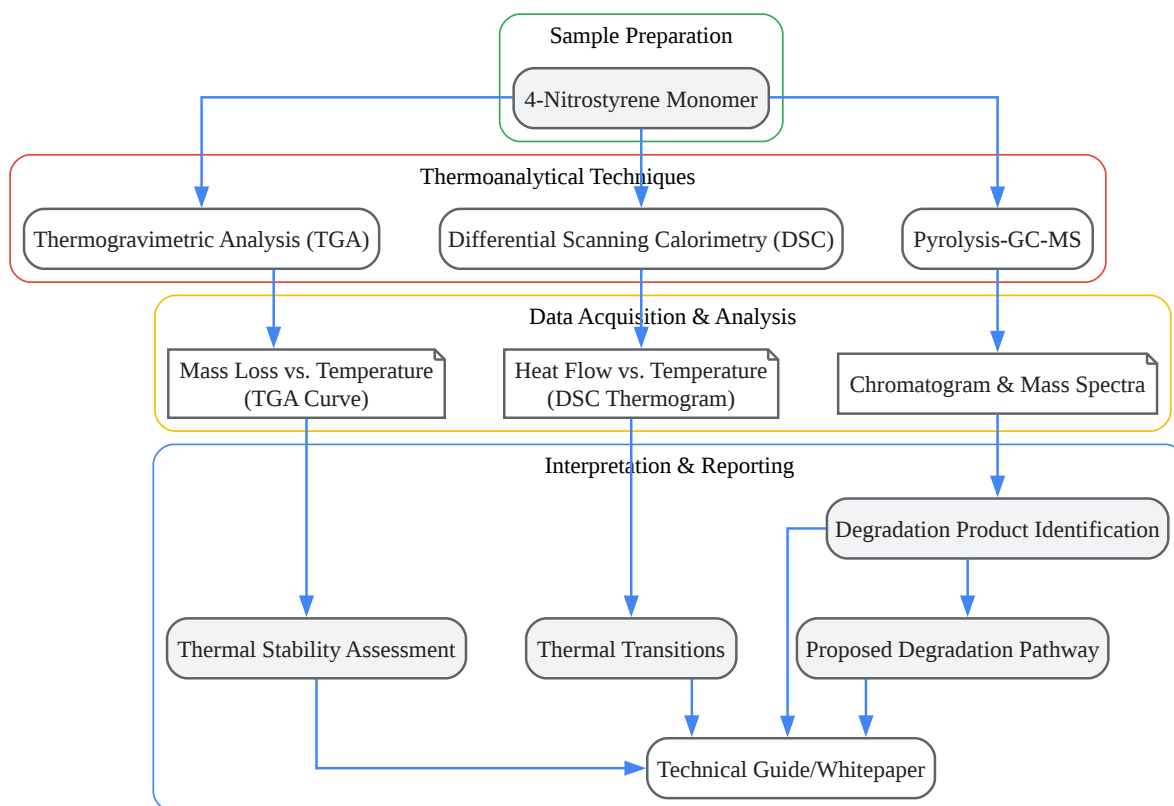 Sample Preparation
4-Nitrostyrene Monomer
Thermoanalytical Techniques
Thermogravimetric Analysis (TGA)
Differential Scanning Calorimetry (DSC)
Pyrolysis-GC-MS
Data Acquisition & Analysis
Mass Loss vs. Temperature
(TGA Curve)
Heat Flow vs. Temperature
(DSC Thermogram)
Chromatogram & Mass Spectra
Interpretation & Reporting
Degradation Product Identification
Thermal Stability Assessment
Thermal Transitions
Proposed Degradation Pathway
Technical Guide/Whitepaper